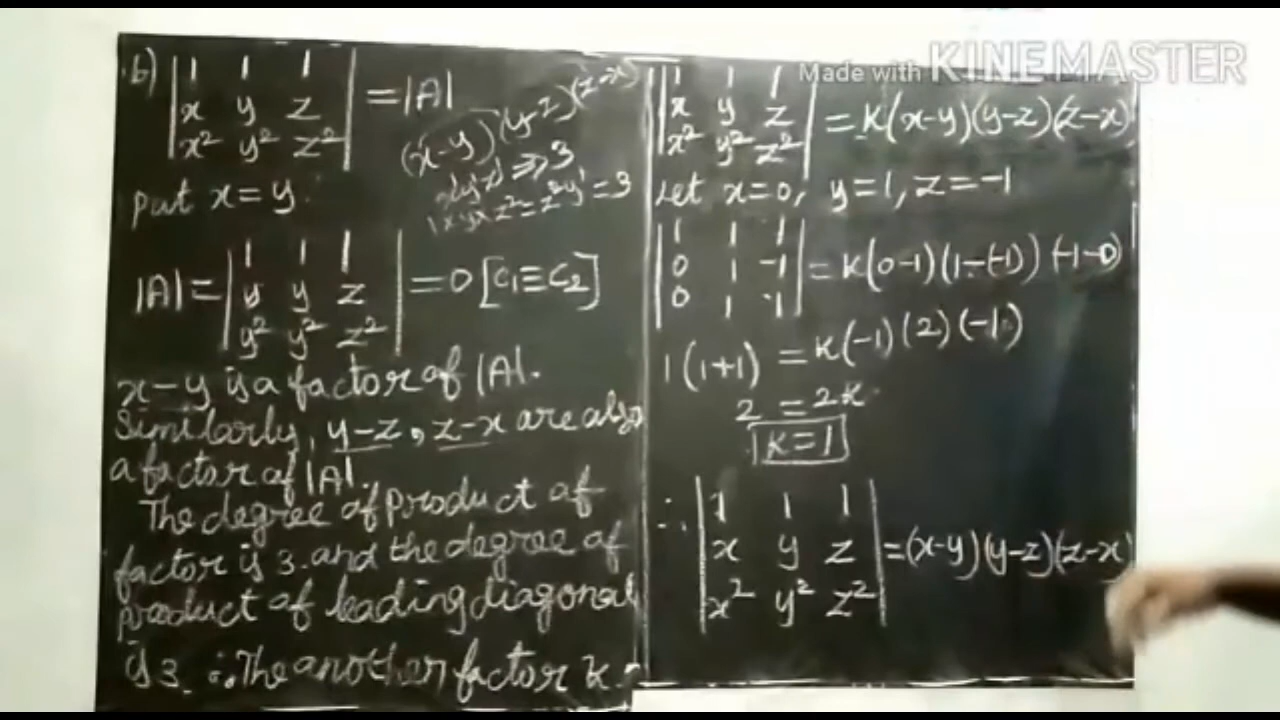 Made with KINEMASTER
b) |1 1 1|
|x y z| = |A|
|x² y² z²|
(x-y)(y-z)(z-x)
⇒ 3
1×y×z² = z²y¹ = 3
put x = y
|1 1 1|
|A| = |y y z| = 0 [C₁≡C₂]
|y² y² z²|
x-y is a factor of |A|.
Similarly, y-z, z-x are also
a factor of |A|.
The degree of product of
factor is 3. and the degree of
product of leading diagonal
is 3. ∴ The another factor K.
|1 1 1|
|x y z| = K(x-y)(y-z)(z-x)
|x² y² z²|
Let x=0, y=1, z=-1
|1 1 1|
|0 1 -1| = K(0-1)(1-(-1))(-1-0)
|0 1 1|
1(1+1) = K(-1)(2)(-1)
2 = 2K
K=1
∴ |1 1 1|
|x y z| = (x-y)(y-z)(z-x)
|x² y² z²|